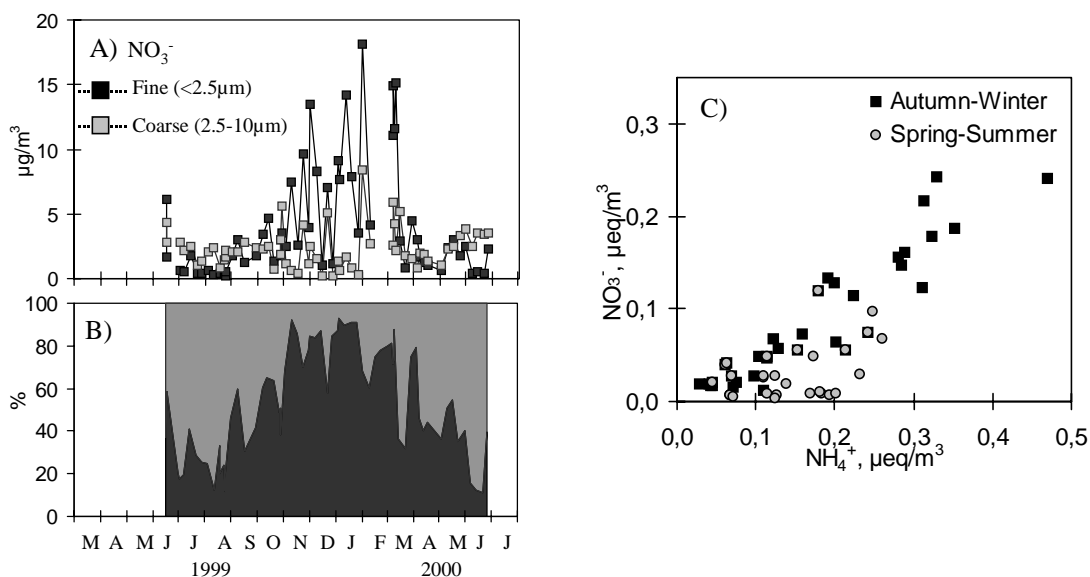 20
A) NO₃⁻
Fine (<2.5µm)
Coarse (2.5-10µm)
15
10
5
0
µg/m³
100
B)
80
60
40
20
0
%
M A M J J A S O N D J F M A M J J
1999 2000
C)
Autumn-Winter
Spring-Summer
0,3
0,2
0,1
0,0
NO₃⁻, µeq/m³
0,0 0,1 0,2 0,3 0,4 0,5
NH₄⁺, µeq/m³